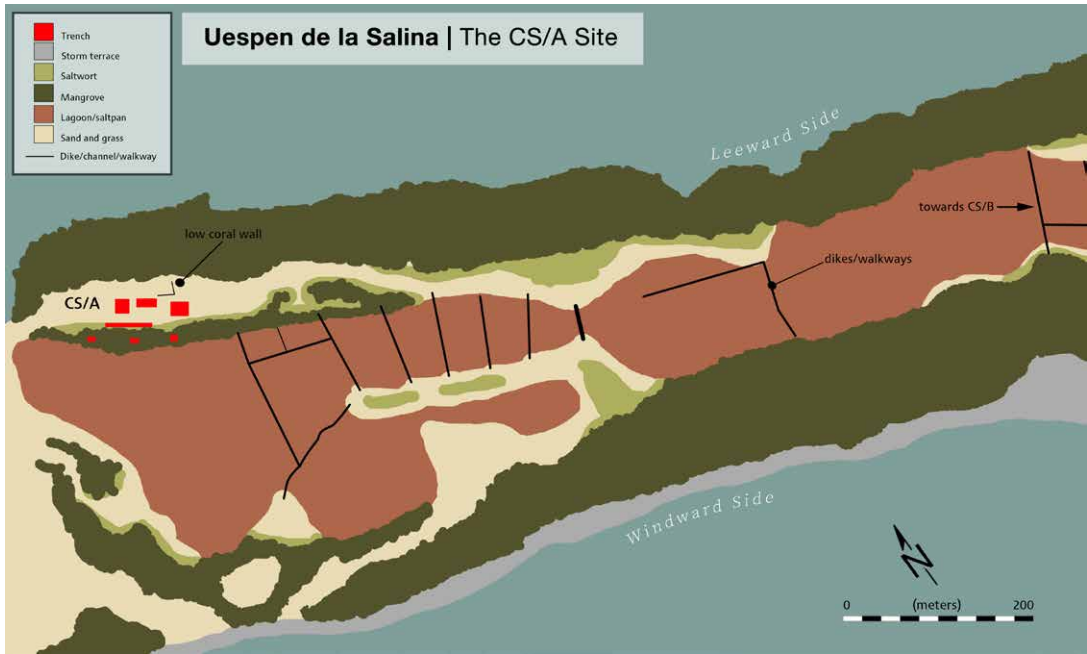 Uespen de la Salina | The CS/A Site
Trench
Storm terrace
Saltwort
Mangrove
Lagoon/saltpan
Sand and grass
Dike/channel/walkway
Leeward Side
towards CS/B
low coral wall
dikes/walkways
CS/A
Windward Side
N
0 (meters) 200